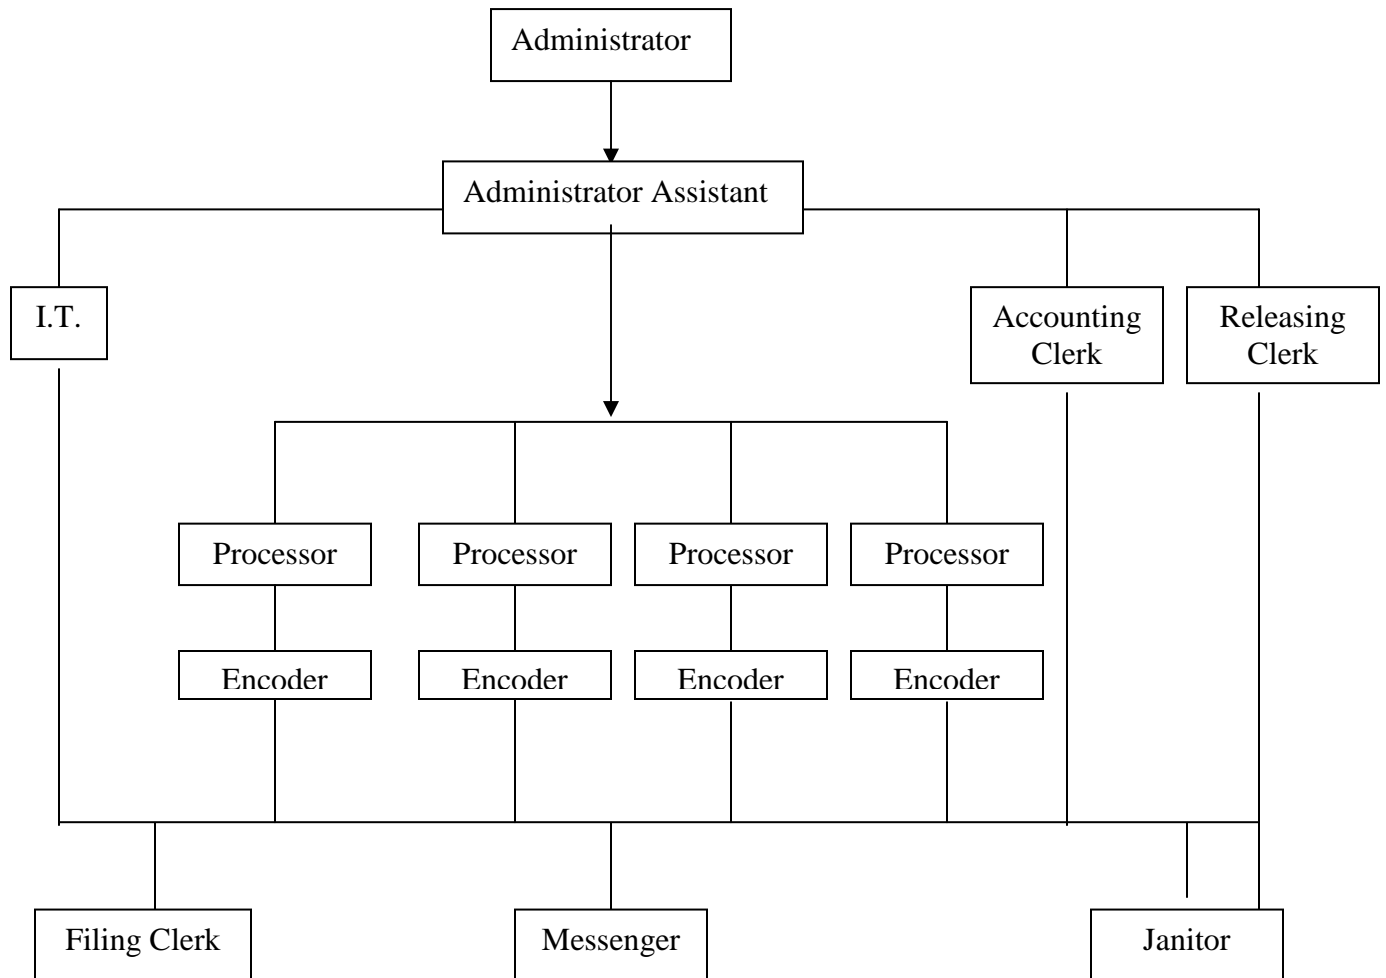 Administrator
Administrator Assistant
I.T.
Accounting
Clerk
Releasing
Clerk
Processor
Processor
Processor
Processor
Encoder
Encoder
Encoder
Encoder
Filing Clerk
Messenger
Janitor